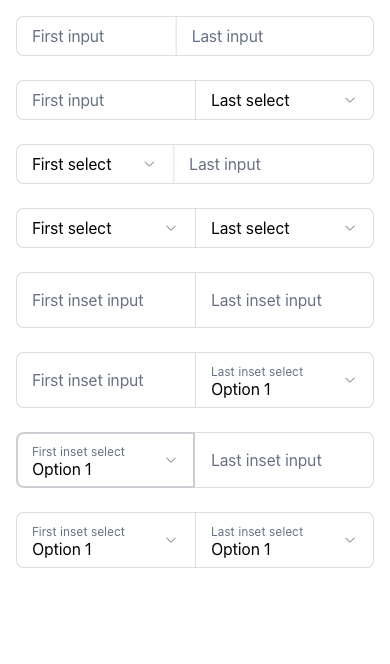 First input Last input
First input Last select
First select Last input
First select Last select
First inset input Last inset input
First inset input Last inset select
Option 1
First inset select Last inset input
Option 1
First inset select Last inset select
Option 1 Option 1